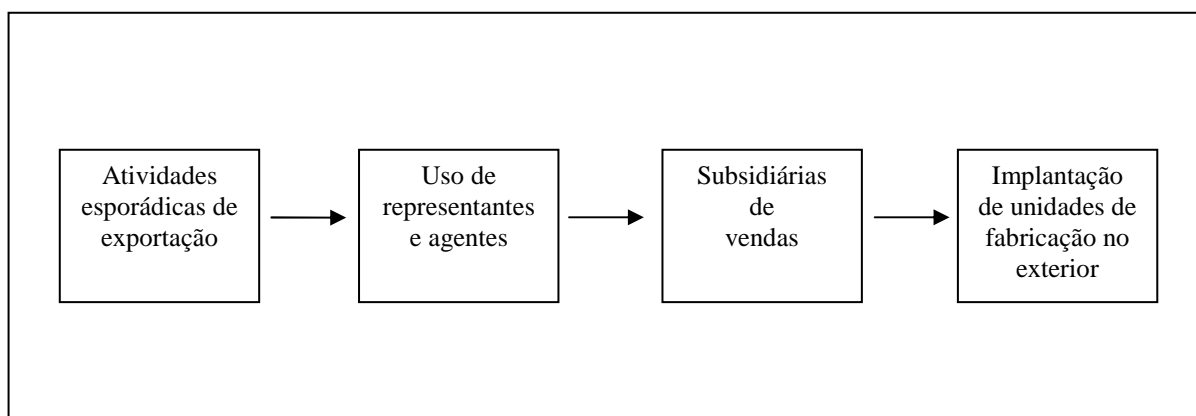 Atividades
esporádicas de
exportação
Uso de
representantes
e agentes
Subsidiárias
de
vendas
Implantação
de unidades de
fabricação no
exterior